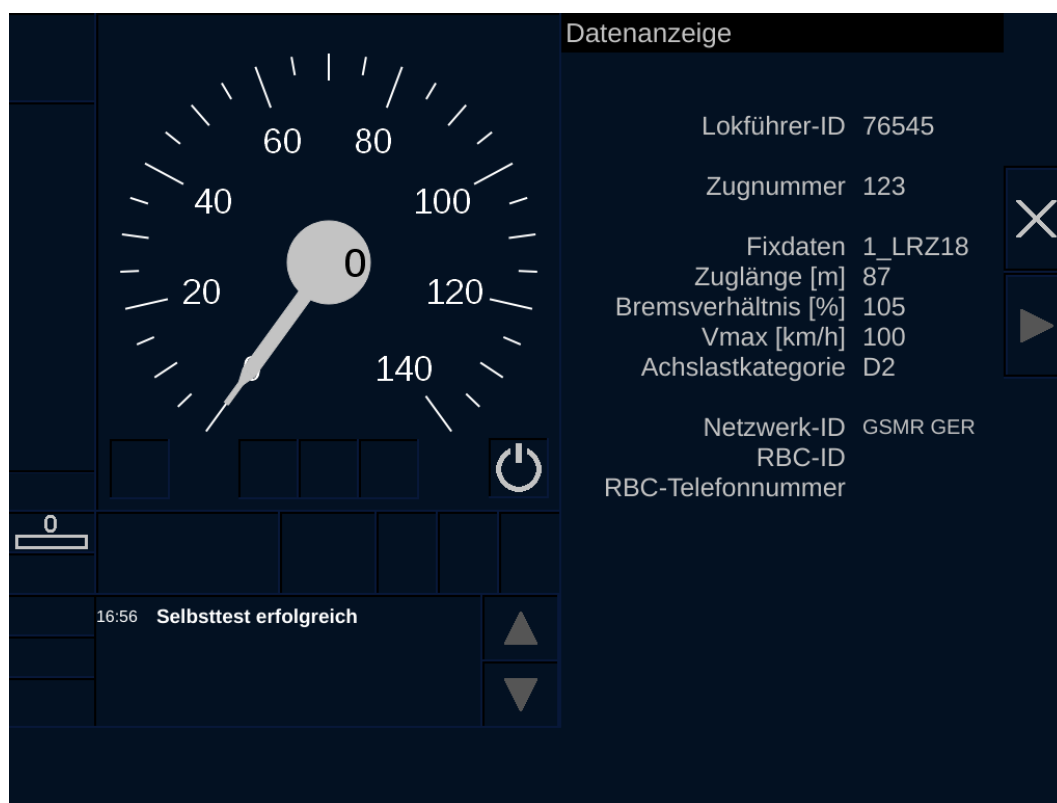 Datenanzeige
60 80
40 100
20 120
0 140
0
0
16:56 Selbsttest erfolgreich
Lokführer-ID 76545
Zugnummer 123
Fixdaten 1_LRZ18
Zuglänge [m] 87
Bremsverhältnis [%] 105
Vmax [km/h] 100
Achslastkategorie D2
Netzwerk-ID GSMR GER
RBC-ID
RBC-Telefonnummer